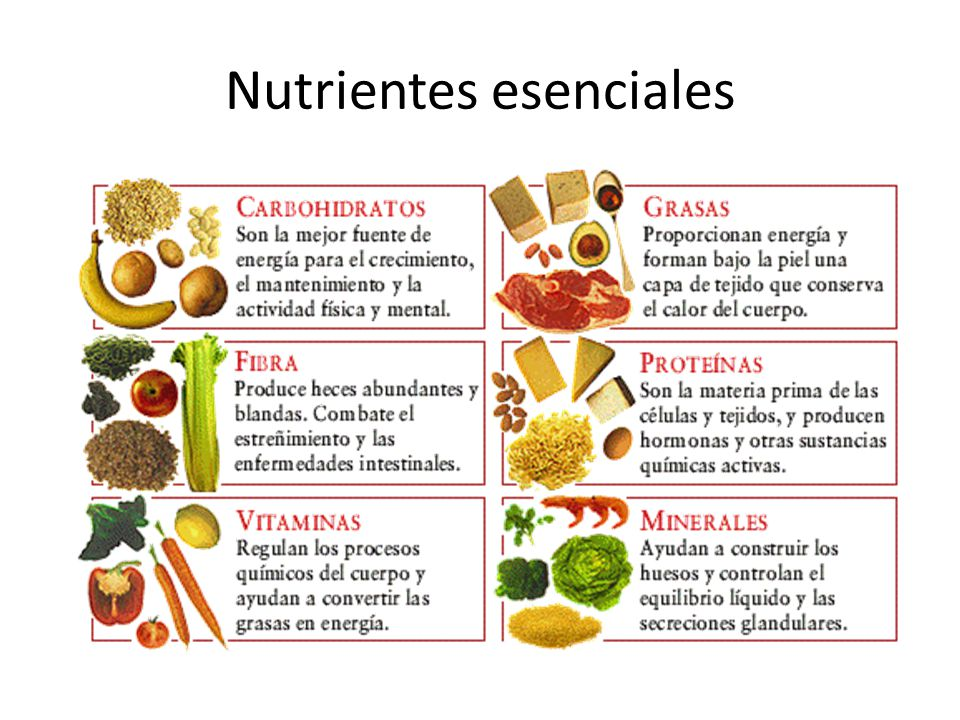 Nutrientes esenciales
CARBOHIDRATOS
Son la mejor fuente de
energía para el crecimiento,
el mantenimiento y la
actividad física y mental.
GRASAS
Proporcionan energía y
forman bajo la piel una
capa de tejido que conserva
el calor del cuerpo.
FIBRA
Produce heces abundantes y
blandas. Combate el
estreñimiento y las
enfermedades intestinales.
PROTEÍNAS
Son la materia prima de las
células y tejidos, y producen
hormonas y otras sustancias
químicas activas.
VITAMINAS
Regulan los procesos
químicos del cuerpo y
ayudan a convertir las
grasas en energía.
MINERALES
Ayudan a construir los
huesos y controlan el
equilibrio líquido y las
secreciones glandulares.